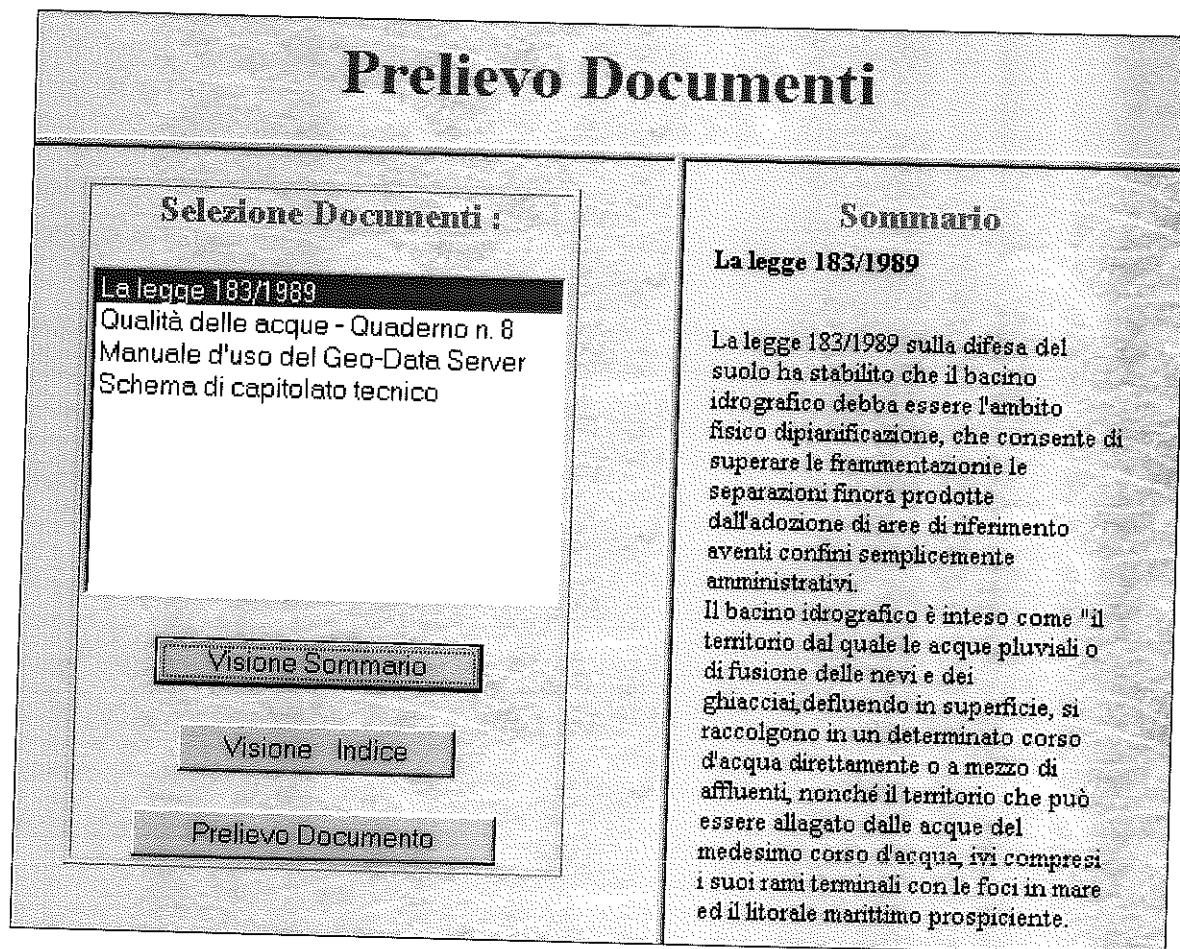 Prelievo Documenti
Selezione Documenti :
La legge 183/1989
Qualità delle acque - Quaderno n. 8
Manuale d'uso del Geo-Data Server
Schema di capitolato tecnico
Visione Sommario
Visione Indice
Prelievo Documento
Sommario
La legge 183/1989
La legge 183/1989 sulla difesa del
suolo ha stabilito che il bacino
idrografico debba essere l'ambito
fisico dipianificazione, che consente di
superare le frammentazionie le
separazioni finora prodotte
dall'adozione di aree di riferimento
aventi confini semplicemente
amministrativi.
Il bacino idrografico è inteso come "il
territorio dal quale le acque pluviali o
di fusione delle nevi e dei
ghiacciai,defluendo in superficie, si
raccolgono in un determinato corso
d'acqua direttamente o a mezzo di
affluenti, nonché il territorio che può
essere allagato dalle acque del
medesimo corso d'acqua, ivi compresi
i suoi rami terminali con le foci in mare
ed il litorale marittimo prospiciente.